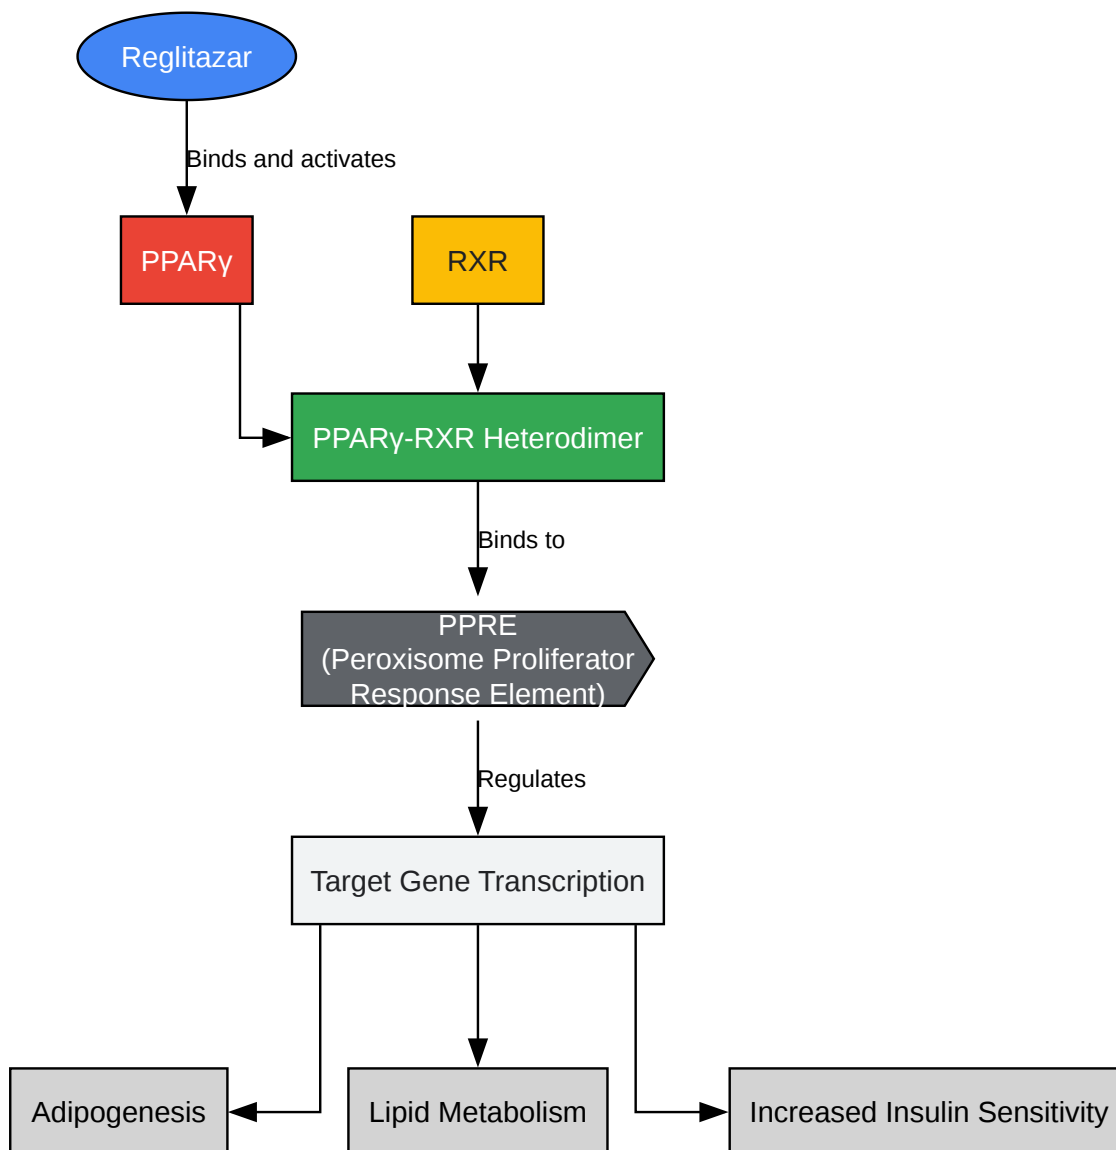 Reglitazar
Binds and activates
PPARγ
RXR
PPARγ-RXR Heterodimer
Binds to
PPRE
(Peroxisome Proliferator
Response Element)
Regulates
Target Gene Transcription
Adipogenesis
Lipid Metabolism
Increased Insulin Sensitivity